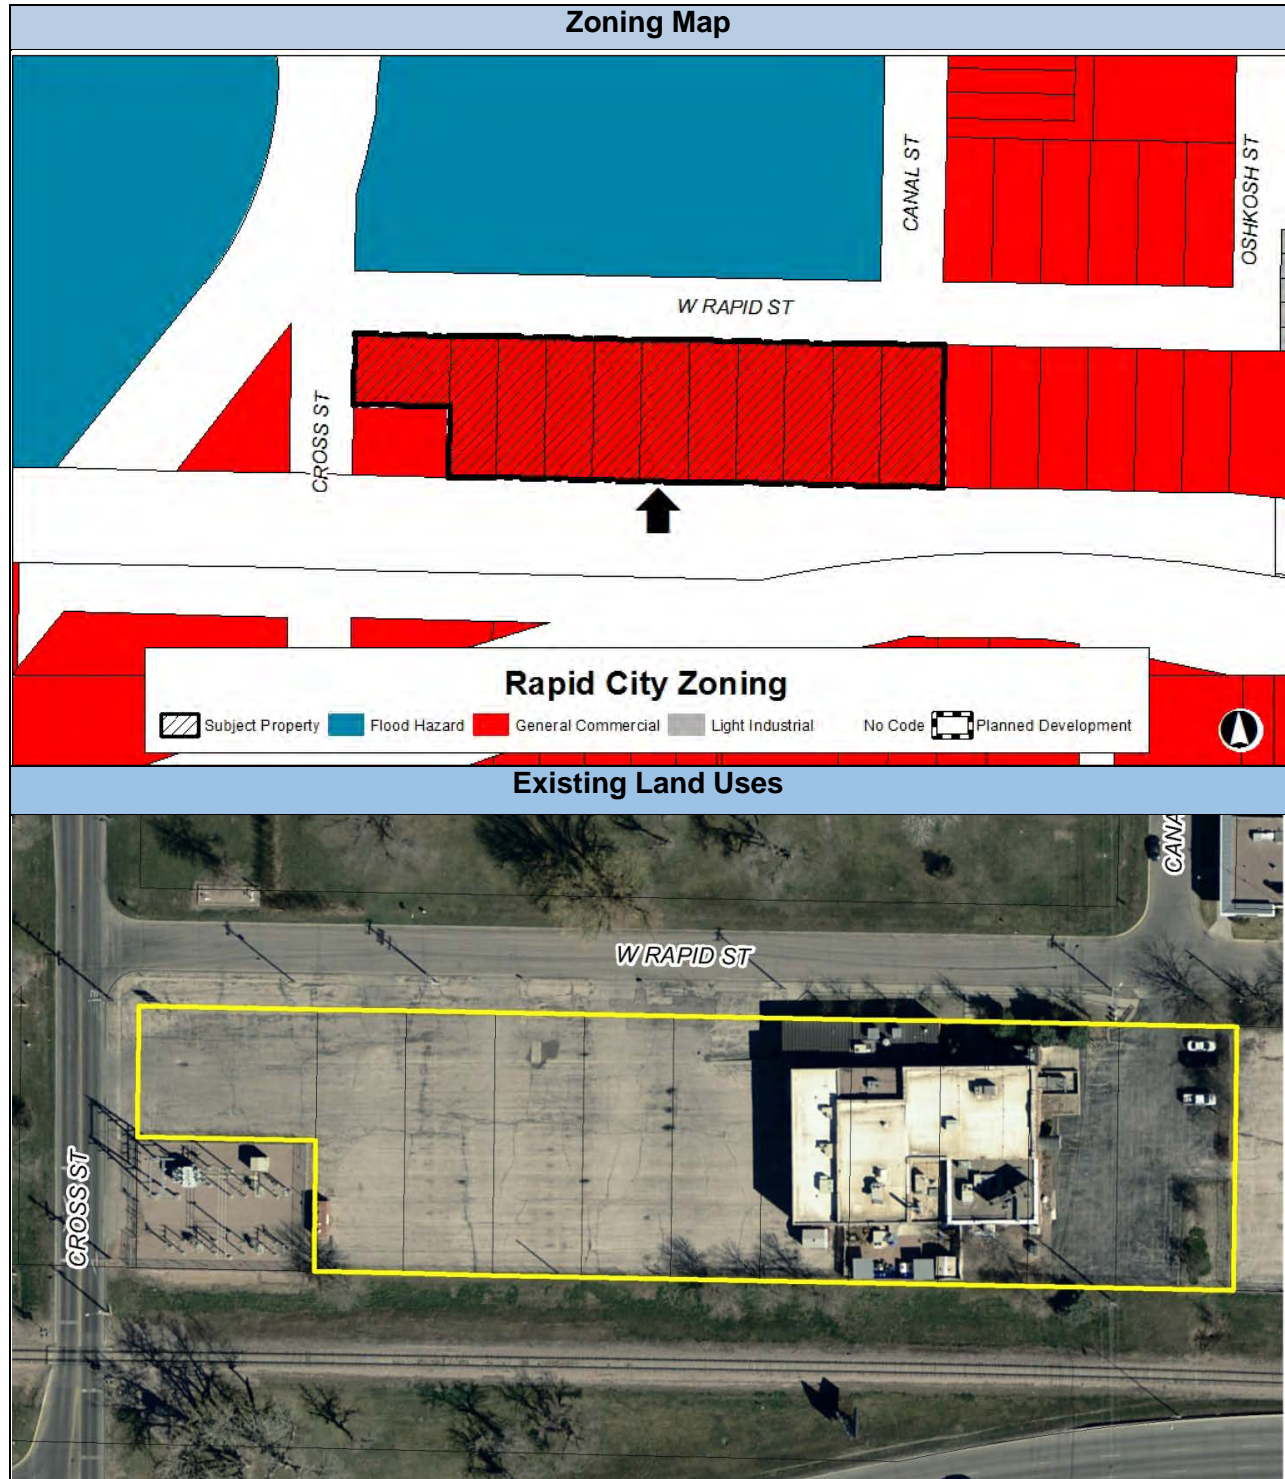 Zoning Map
CANAL ST
OSHKOSH ST
W RAPID ST
CROSS ST
Rapid City Zoning
Subject Property Flood Hazard General Commercial Light Industrial No Code Planned Development
Existing Land Uses
CANA
W RAPID ST
CROSS ST